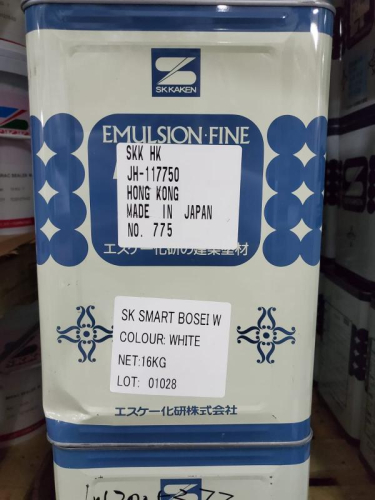 SK KAKEN
EMULSION·FINE
SKK HK
JH-117750
HONG KONG
MADE IN JAPAN
NO. 775
エスケー化研の建築塗材
SK SMART BOSEI W
COLOUR: WHITE
NET:16KG
LOT: 01028
エスケー化研株式会社